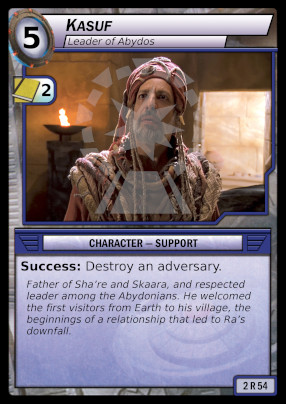 5
KASUF
Leader of Abydos
2
CHARACTER – SUPPORT
Success: Destroy an adversary.
Father of Sha're and Skaara, and respected
leader among the Abydonians. He welcomed
the first visitors from Earth to his village, the
beginnings of a relationship that led to Ra's
downfall.
2 R 54